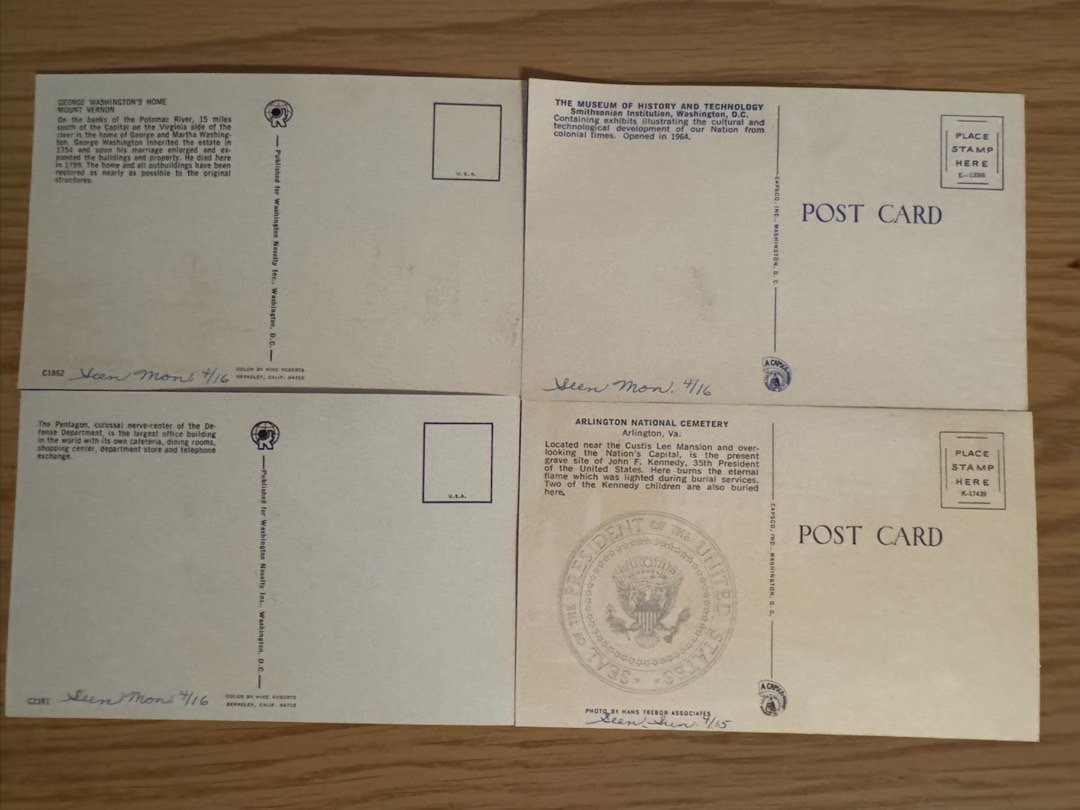 GEORGE WASHINGTON'S HOME
MOUNT VERNON
On the banks of the Potomac River, 15 miles
south of the Capital on the Virginia side of the
river is the home of George and Martha Washing-
ton. George Washington inherited the estate in
1754 and upon his marriage enlarged and ex-
panded the buildings and property. He died here
in 1799. The home and all outbuildings have been
restored as nearly as possible to the original
structures.
Published for Washington Novelty Inc., Washington, D.C.
U.S.A.
C1852
Seen Mon. 4/16
COLOR BY MIKE ROBERTS
BERKELEY, CALIF. 94710
THE MUSEUM OF HISTORY AND TECHNOLOGY
Smithsonian Institution, Washington, D.C.
Containing exhibits illustrating the cultural and
technological development of our Nation from
colonial times. Opened in 1964.
CAPSCO, INC., WASHINGTON, D. C.
PLACE
STAMP
HERE
POST CARD
A CAPSCO
Seen Mon. 4/16
The Pentagon, colossal nerve-center of the De-
fense Department, is the largest office building
in the world with its own cafeteria, dining rooms,
shopping center, department store and telephone
exchange.
Published for Washington Novelty Inc., Washington, D.C.
U.S.A.
Seen Mon. 4/16
COLOR BY MIKE ROBERTS
BERKELEY, CALIF. 94710
ARLINGTON NATIONAL CEMETERY
Arlington, Va.
Located near the Custis Lee Mansion and over-
looking the Nation's Capital, is the present
grave site of John F. Kennedy, 35th President
of the United States. Here burns the eternal
flame which was lighted during burial services.
Two of the Kennedy children are also buried
here.
SEAL OF THE PRESIDENT OF THE UNITED STATES
CAPSCO, INC., WASHINGTON, D. C.
PLACE
STAMP
HERE
K-17439
POST CARD
A CAPSCO
PHOTO BY HANS TREBOR ASSOCIATES
Seen Sun. 4/15